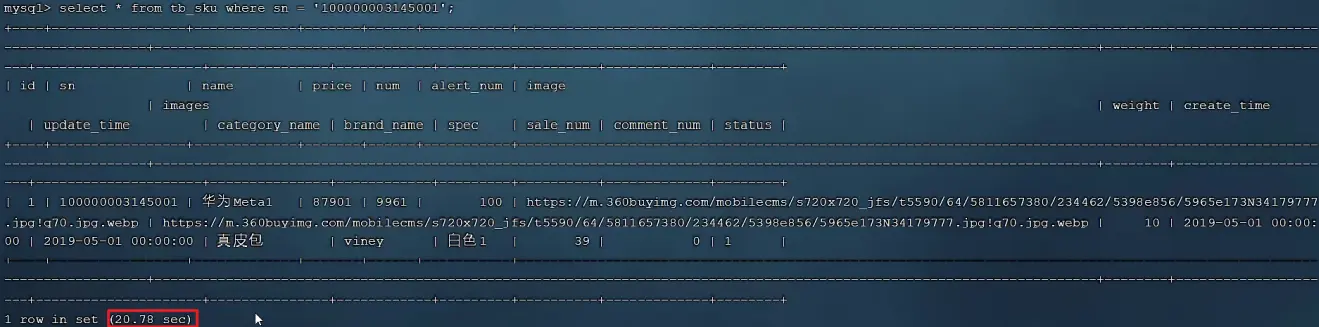 mysql> select * from tb_sku where sn = '100000003145001';
| id | sn | name | price | num | alert_num | image
| images | weight | create_time
| update_time | category_name | brand_name | spec | sale_num | comment_num | status |
| 1 | 100000003145001 | 华为Meta1 | 87901 | 9961 | 100 | https://m.360buyimg.com/mobilecms/s720x720_jfs/t5590/64/5811657380/234462/5398e856/5965e173N34179777
.jpg!q70.jpg.webp | https://m.360buyimg.com/mobilecms/s720x720_jfs/t5590/64/5811657380/234462/5398e856/5965e173N34179777.jpg!q70.jpg.webp | 10 | 2019-05-01 00:00:
00 | 2019-05-01 00:00:00 | 真皮包 | viney | 白色1 | 39 | 0 | 1 |
1 row in set (20.78 sec)